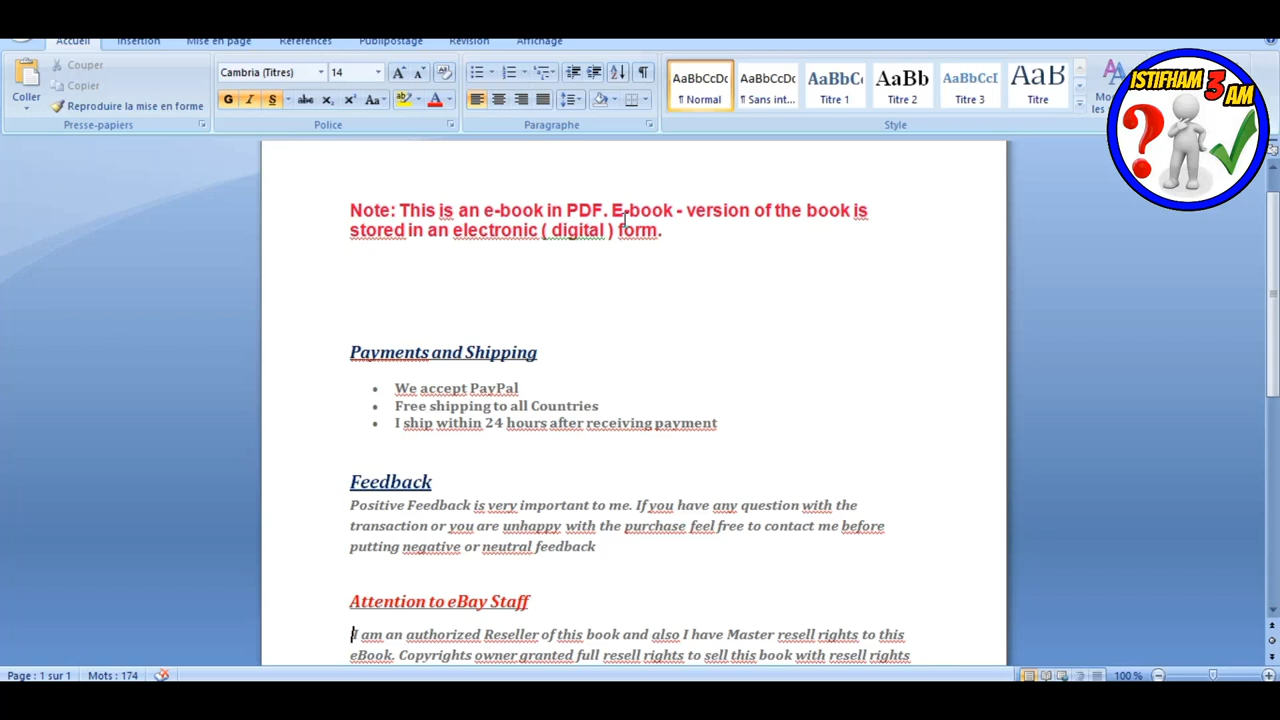 Accueil Insertion Mise en page Références Publipostage Révision Affichage
Couper
Copier
Coller
Reproduire la mise en forme
Presse-papiers
Cambria (Titres) 14
G I S abc x₂ x² Aa
Police
Paragraphe
AaBbCcDc AaBbCcDc AaBbC AaBb AaBbCcI AaB
¶ Normal ¶ Sans int... Titre 1 Titre 2 Titre 3 Titre
Style
ISTIFHAM
3
AM
Note: This is an e-book in PDF. E-book - version of the book is
stored in an electronic ( digital ) form.
Payments and Shipping
• We accept PayPal
• Free shipping to all Countries
• I ship within 24 hours after receiving payment
Feedback
Positive Feedback is very important to me. If you have any question with the
transaction or you are unhappy with the purchase feel free to contact me before
putting negative or neutral feedback
Attention to eBay Staff
I am an authorized Reseller of this book and also I have Master resell rights to this
eBook. Copyrights owner granted full resell rights to sell this book with resell rights
Page : 1 sur 1 Mots : 174 100 %